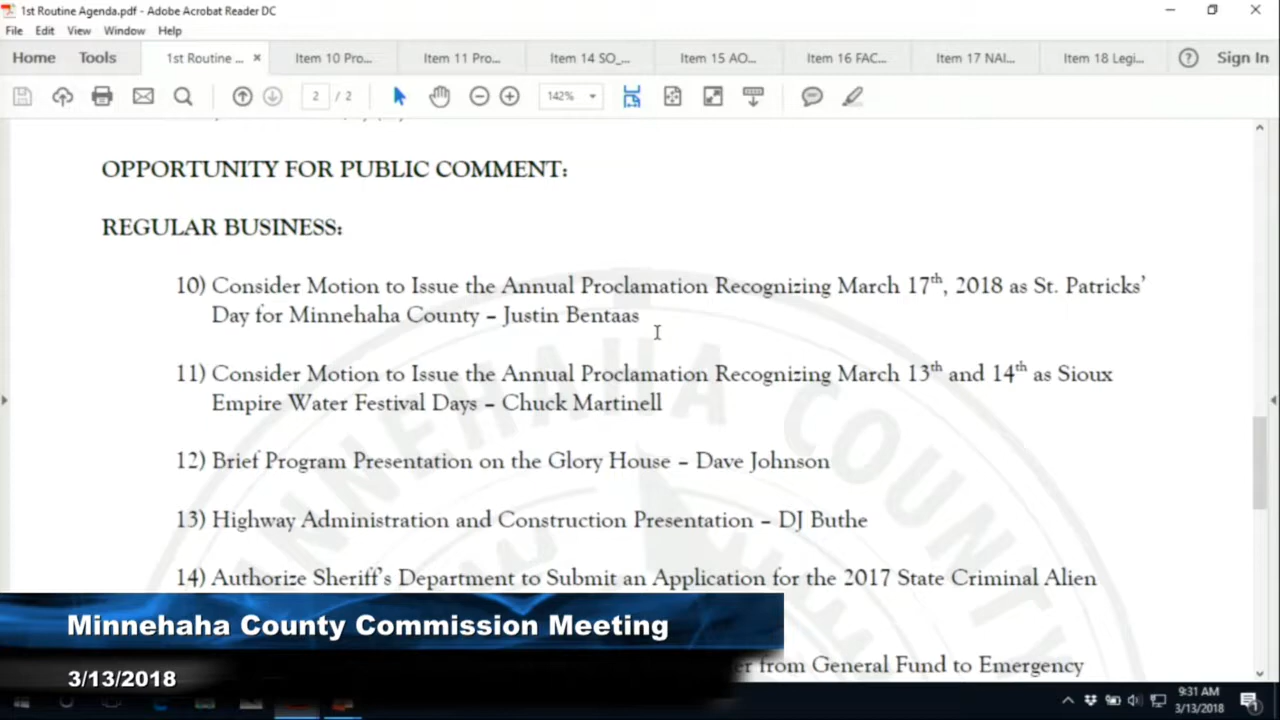 1st Routine Agenda.pdf - Adobe Acrobat Reader DC
File Edit View Window Help
Home Tools 1st Routine ... × Item 10 Pro... Item 11 Pro... Item 14 SO_... Item 15 AO... Item 16 FAC... Item 17 NAI... Item 18 Legi... Sign In
2 / 2 142%
OPPORTUNITY FOR PUBLIC COMMENT:
REGULAR BUSINESS:
10) Consider Motion to Issue the Annual Proclamation Recognizing March 17th, 2018 as St. Patricks’
Day for Minnehaha County – Justin Bentaas
11) Consider Motion to Issue the Annual Proclamation Recognizing March 13th and 14th as Sioux
Empire Water Festival Days – Chuck Martinell
12) Brief Program Presentation on the Glory House – Dave Johnson
13) Highway Administration and Construction Presentation – DJ Buthe
14) Authorize Sheriff’s Department to Submit an Application for the 2017 State Criminal Alien
Minnehaha County Commission Meeting
from General Fund to Emergency
3/13/2018
9:31 AM
3/13/2018
MINNEHAHA COUNTY